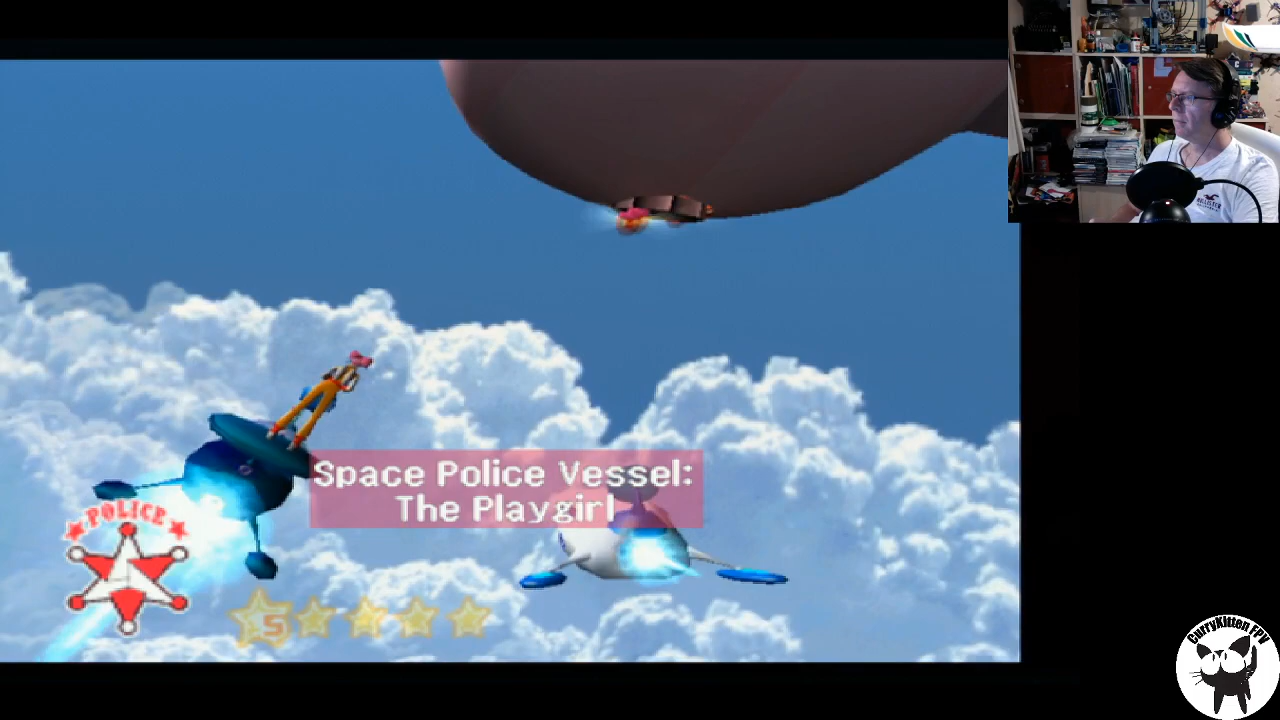 Space Police Vessel:
The Playgirl
POLICE
5
CurryKitten FPV